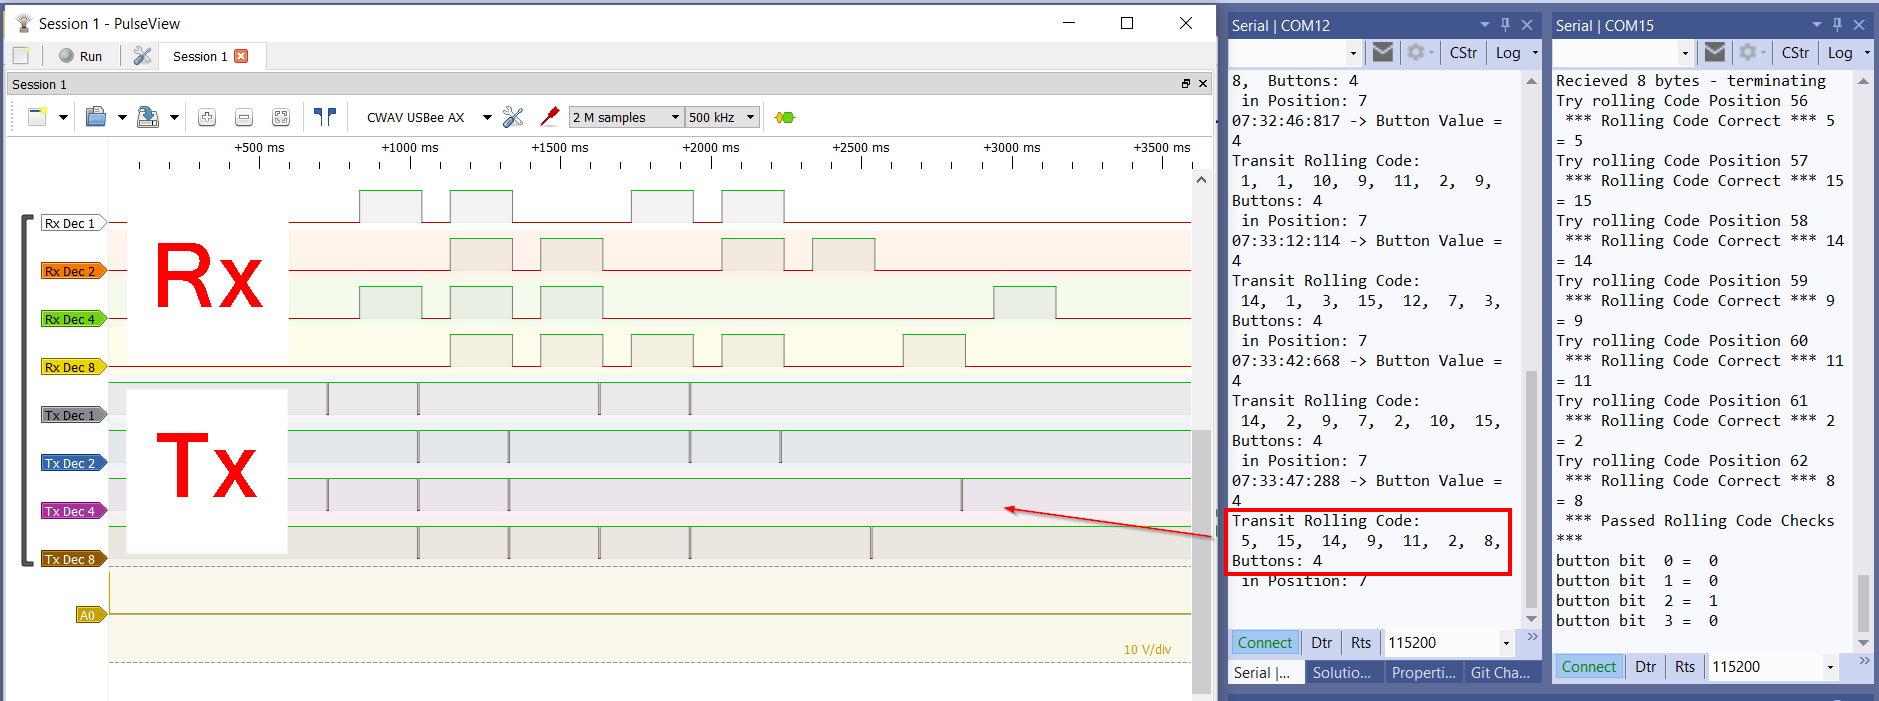 Session 1 - PulseView
Run
Session 1
Session 1
CWAV USBee AX
2 M samples
500 kHz
+500 ms
+1000 ms
+1500 ms
+2000 ms
+2500 ms
+3000 ms
+3500 ms
Rx Dec 1
Rx Dec 2
Rx Dec 4
Rx Dec 8
Tx Dec 1
Tx Dec 2
Tx Dec 4
Tx Dec 8
A0
Rx
Tx
10 V/div
Serial | COM12
CStr
Log
8,  Buttons: 4
in Position: 7
07:32:46:817 -> Button Value =
4
Transit Rolling Code:
1,  1,  10,  9,  11,  2,  9,
Buttons: 4
in Position: 7
07:33:12:114 -> Button Value =
4
Transit Rolling Code:
14,  1,  3,  15,  12,  7,  3,
Buttons: 4
in Position: 7
07:33:42:668 -> Button Value =
4
Transit Rolling Code:
14,  2,  9,  7,  2,  10,  15,
Buttons: 4
in Position: 7
07:33:47:288 -> Button Value =
4
Transit Rolling Code:
5,  15,  14,  9,  11,  2,  8,
Buttons: 4
in Position: 7
Connect
Dtr
Rts
115200
Serial |...
Solutio...
Properti...
Git Cha...
Serial | COM15
CStr
Log
Recieved 8 bytes - terminating
Try rolling Code Position 56
*** Rolling Code Correct *** 5
= 5
Try rolling Code Position 57
*** Rolling Code Correct *** 15
= 15
Try rolling Code Position 58
*** Rolling Code Correct *** 14
= 14
Try rolling Code Position 59
*** Rolling Code Correct *** 9
= 9
Try rolling Code Position 60
*** Rolling Code Correct *** 11
= 11
Try rolling Code Position 61
*** Rolling Code Correct *** 2
= 2
Try rolling Code Position 62
*** Rolling Code Correct *** 8
= 8
*** Passed Rolling Code Checks
***
button bit  0 =  0
button bit  1 =  0
button bit  2 =  1
button bit  3 =  0
Connect
Dtr
Rts
115200